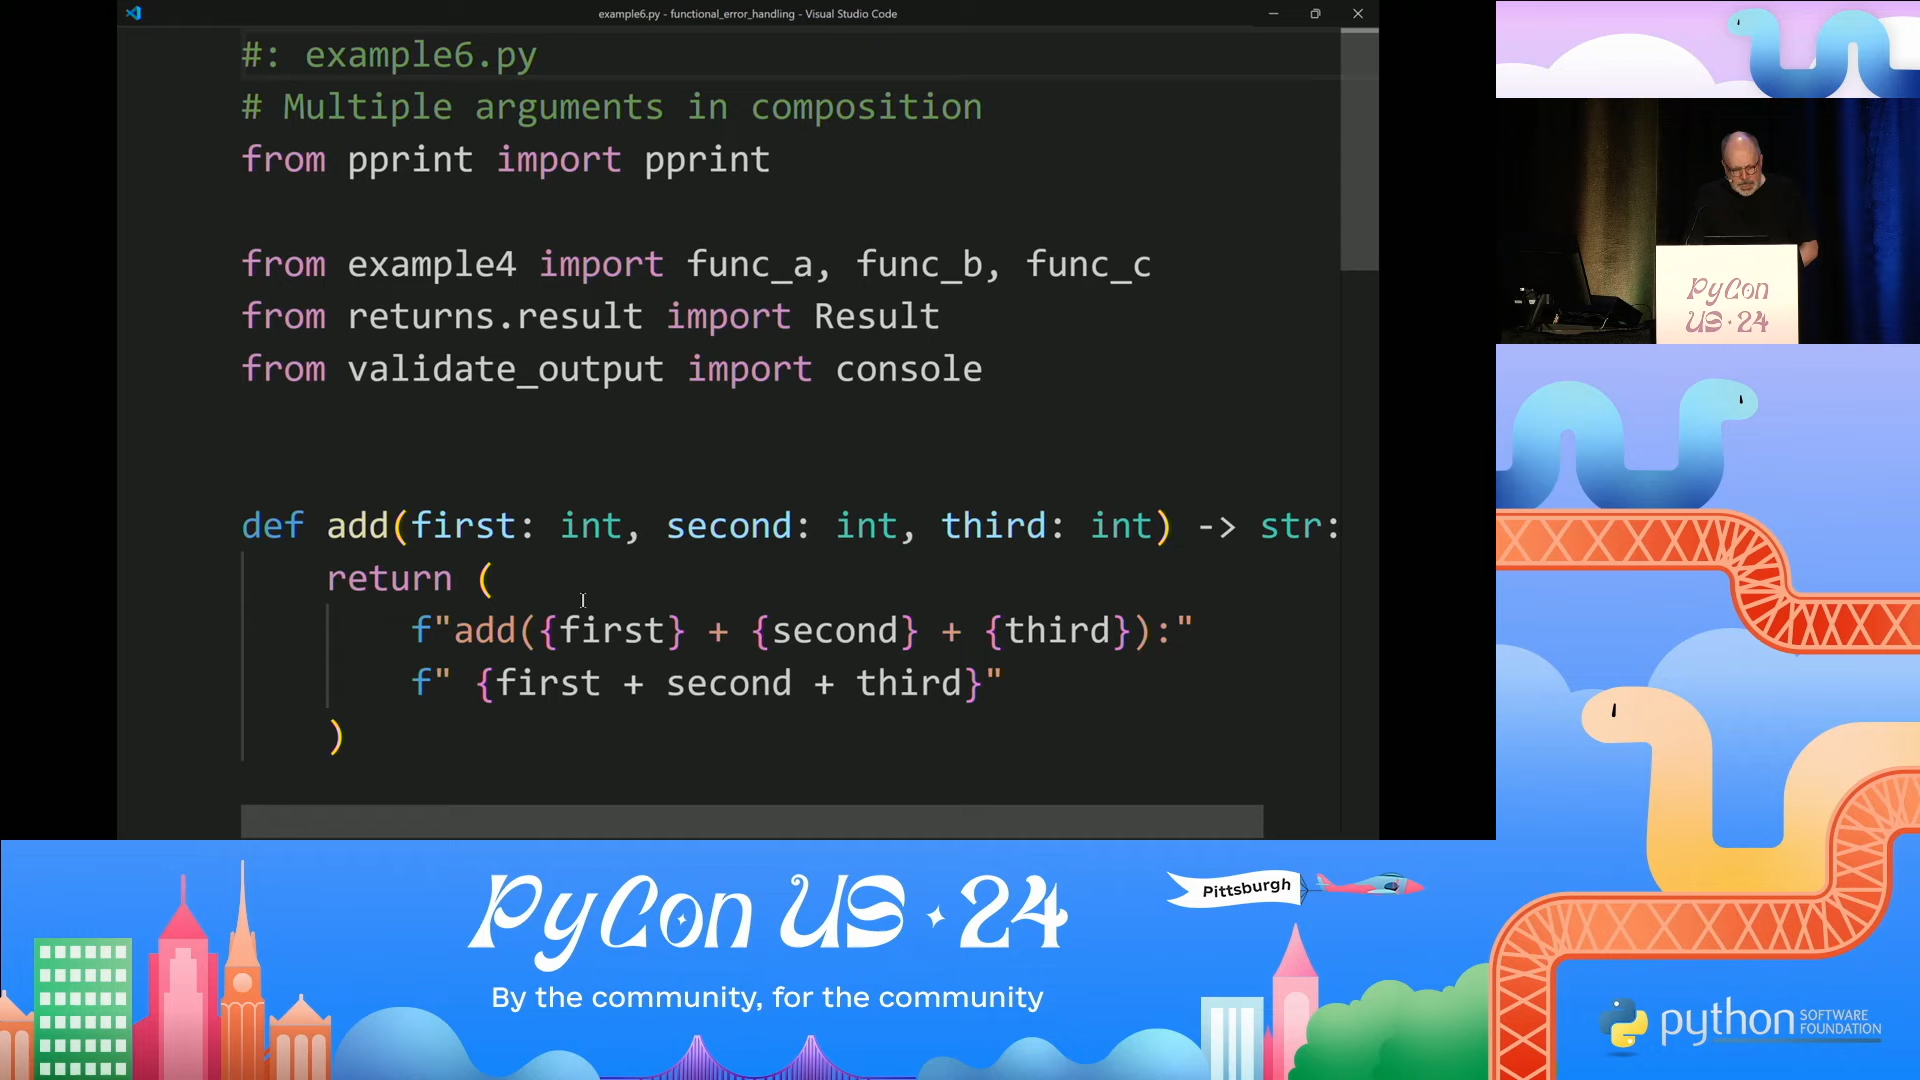 example6.py - functional_error_handling - Visual Studio Code
#: example6.py
# Multiple arguments in composition
from pprint import pprint
from example4 import func_a, func_b, func_c
from returns.result import Result
from validate_output import console
def add(first: int, second: int, third: int) -> str:
return (
f"add({first} + {second} + {third}):"
f" {first + second + third}"
)
PyCon
US · 24
PyCon US · 24
By the community, for the community
Pittsburgh
python
SOFTWARE
FOUNDATION